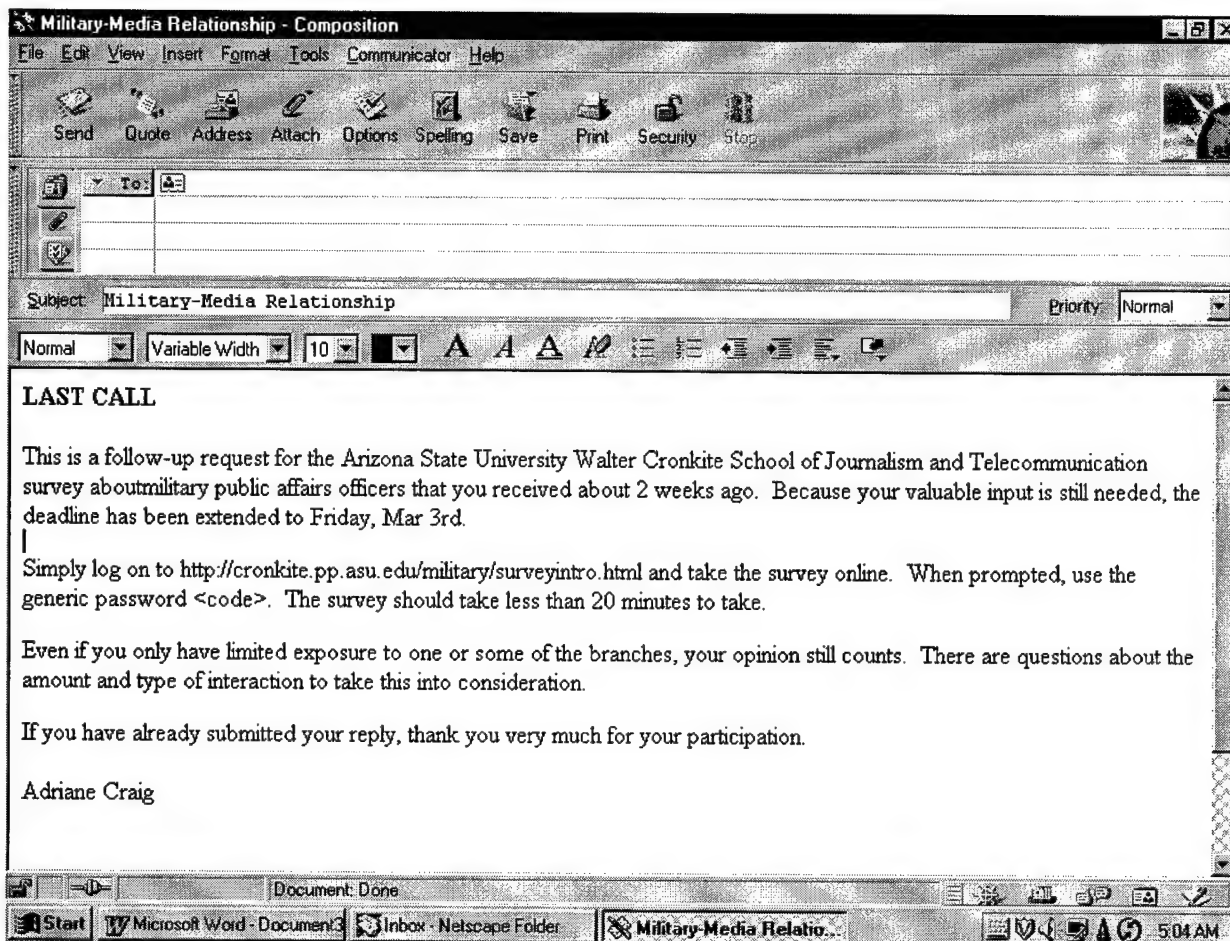 Military-Media Relationship - Composition
File Edit View Insert Format Tools Communicator Help
Send Quote Address Attach Options Spelling Save Print Security Stop
To:
Subject: Military-Media Relationship Priority: Normal
Normal Variable Width 10 A A A
LAST CALL
This is a follow-up request for the Arizona State University Walter Cronkite School of Journalism and Telecommunication
survey aboutmilitary public affairs officers that you received about 2 weeks ago. Because your valuable input is still needed, the
deadline has been extended to Friday, Mar 3rd.
Simply log on to http://cronkite.pp.asu.edu/military/surveyintro.html and take the survey online. When prompted, use the
generic password <code>. The survey should take less than 20 minutes to take.
Even if you only have limited exposure to one or some of the branches, your opinion still counts. There are questions about the
amount and type of interaction to take this into consideration.
If you have already submitted your reply, thank you very much for your participation.
Adriane Craig
Document: Done
Start Microsoft Word - Document3 Inbox - Netscape Folder Military-Media Relatio... 5:04 AM